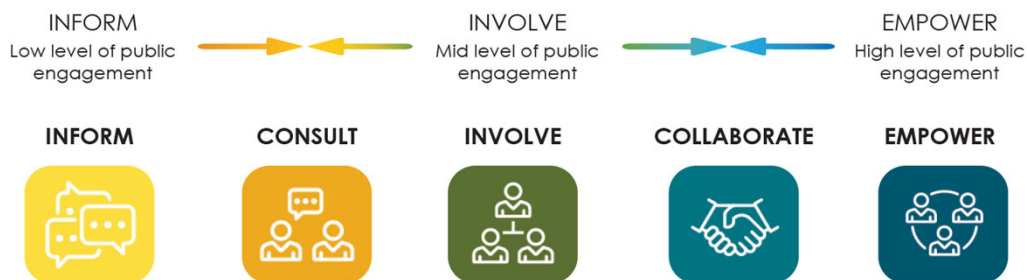 INFORM
Low level of public
engagement
INVOLVE
Mid level of public
engagement
EMPOWER
High level of public
engagement
INFORM
CONSULT
INVOLVE
COLLABORATE
EMPOWER